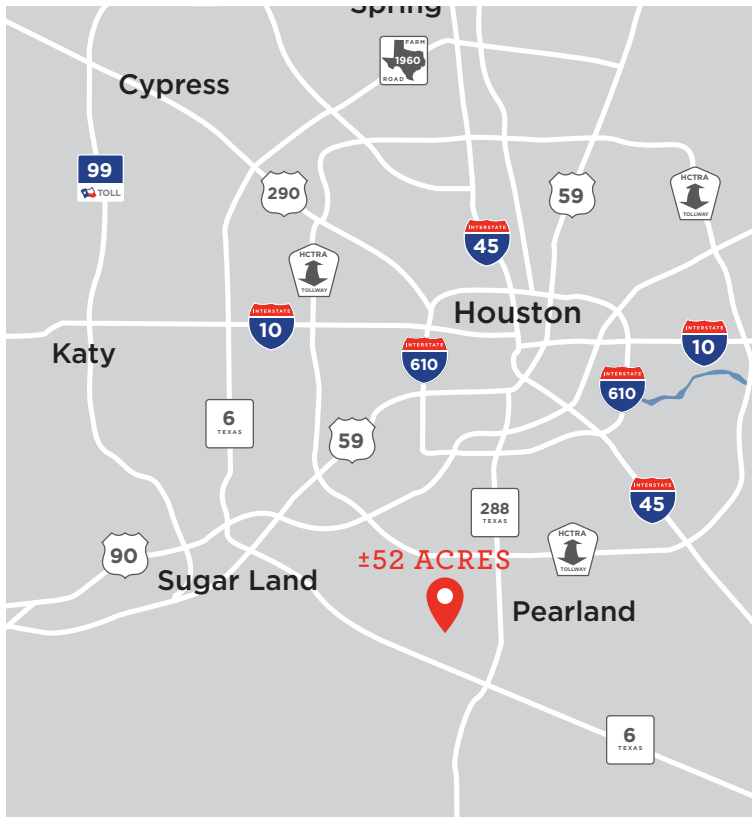 Spring
FARM
1960
ROAD
Cypress
99
TOLL
290
59
HCTRA
TOLLWAY
INTERSTATE
45
HCTRA
TOLLWAY
Houston
INTERSTATE
10
INTERSTATE
10
Katy
INTERSTATE
610
INTERSTATE
610
6
TEXAS
59
INTERSTATE
45
288
TEXAS
90
HCTRA
TOLLWAY
±52 ACRES
Sugar Land
Pearland
6
TEXAS